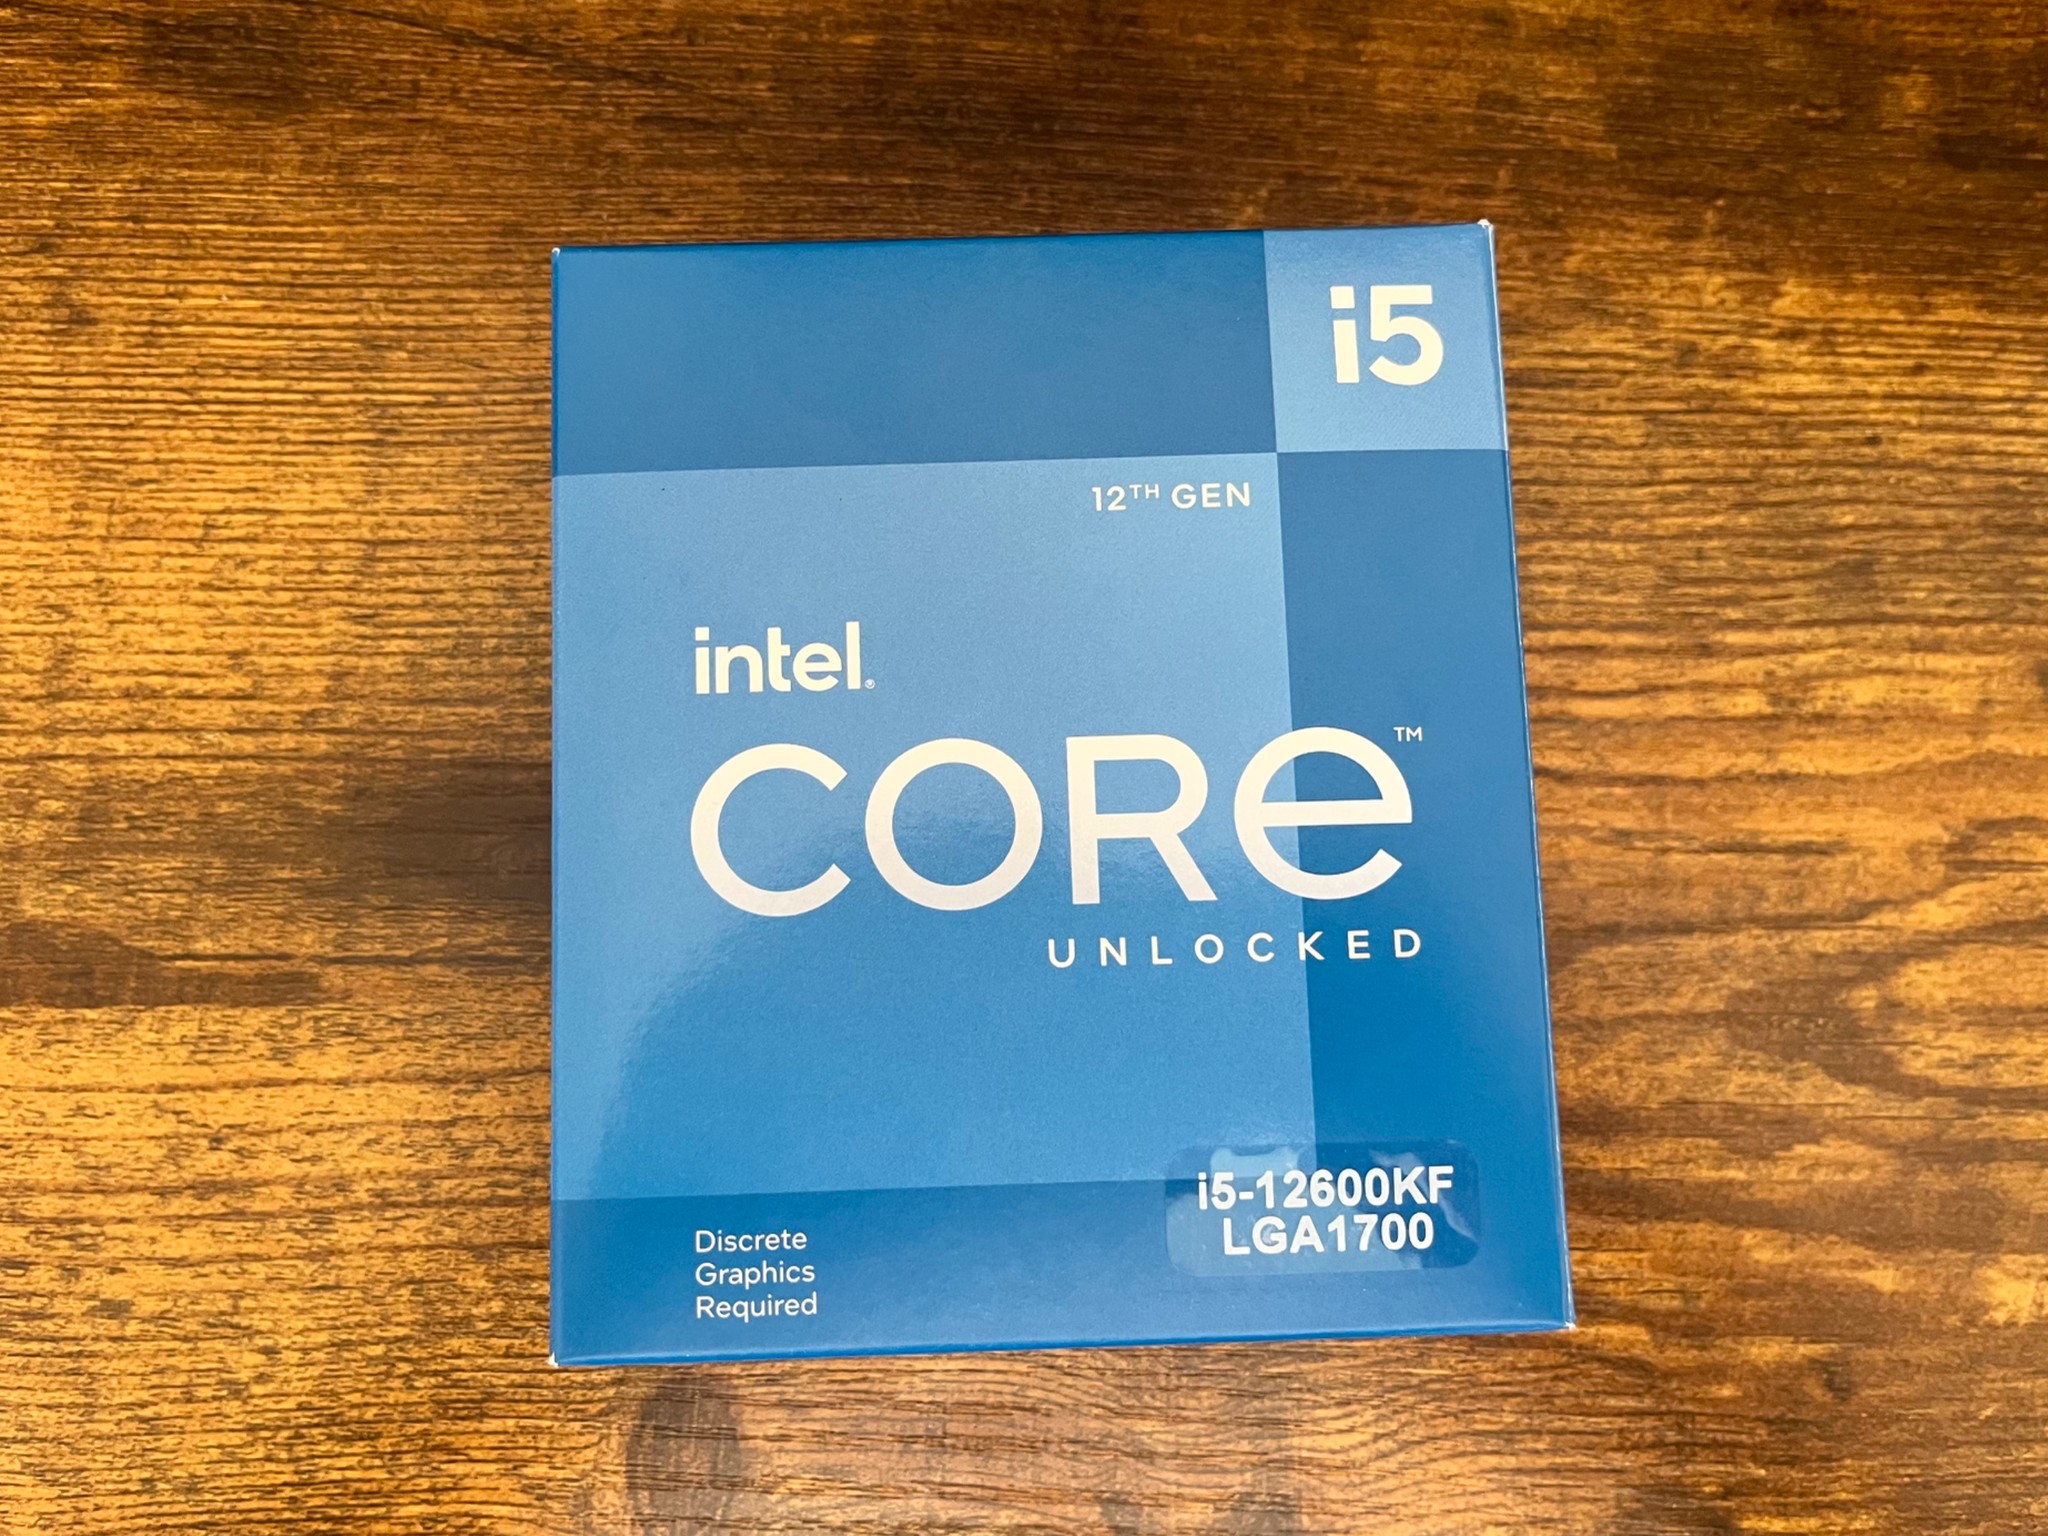 i5
12TH GEN
intel®
CORE™
UNLOCKED
i5-12600KF
LGA1700
Discrete
Graphics
Required